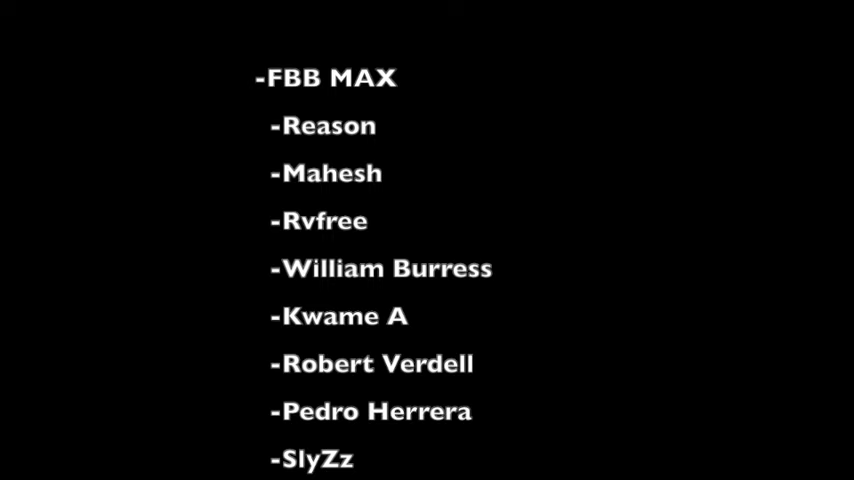 -FBB MAX
-Reason
-Mahesh
-Rvfree
-William Burress
-Kwame A
-Robert Verdell
-Pedro Herrera
-SlyZz